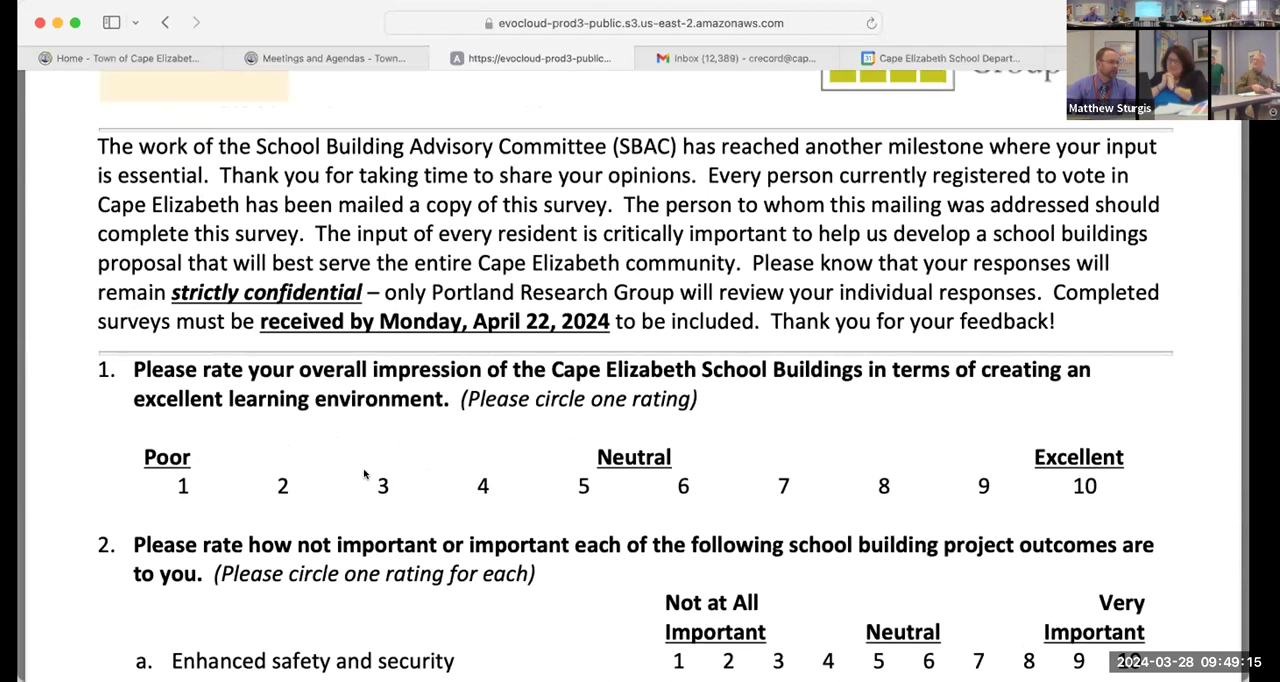 evocloud-prod3-public.s3.us-east-2.amazonaws.com
Home - Town of Cape Elizabet...
Meetings and Agendas - Town...
https://evocloud-prod3-public...
Inbox (12,389) - crecord@cap...
Cape Elizabeth School Depart...
Group
Matthew Sturgis
The work of the School Building Advisory Committee (SBAC) has reached another milestone where your input
is essential. Thank you for taking time to share your opinions. Every person currently registered to vote in
Cape Elizabeth has been mailed a copy of this survey. The person to whom this mailing was addressed should
complete this survey. The input of every resident is critically important to help us develop a school buildings
proposal that will best serve the entire Cape Elizabeth community. Please know that your responses will
remain strictly confidential – only Portland Research Group will review your individual responses. Completed
surveys must be received by Monday, April 22, 2024 to be included. Thank you for your feedback!
1. Please rate your overall impression of the Cape Elizabeth School Buildings in terms of creating an
excellent learning environment. (Please circle one rating)
Poor Neutral Excellent
1 2 3 4 5 6 7 8 9 10
2. Please rate how not important or important each of the following school building project outcomes are
to you. (Please circle one rating for each)
Not at All Very
Important Neutral Important
a. Enhanced safety and security 1 2 3 4 5 6 7 8 9 10
2024-03-28 09:49:15